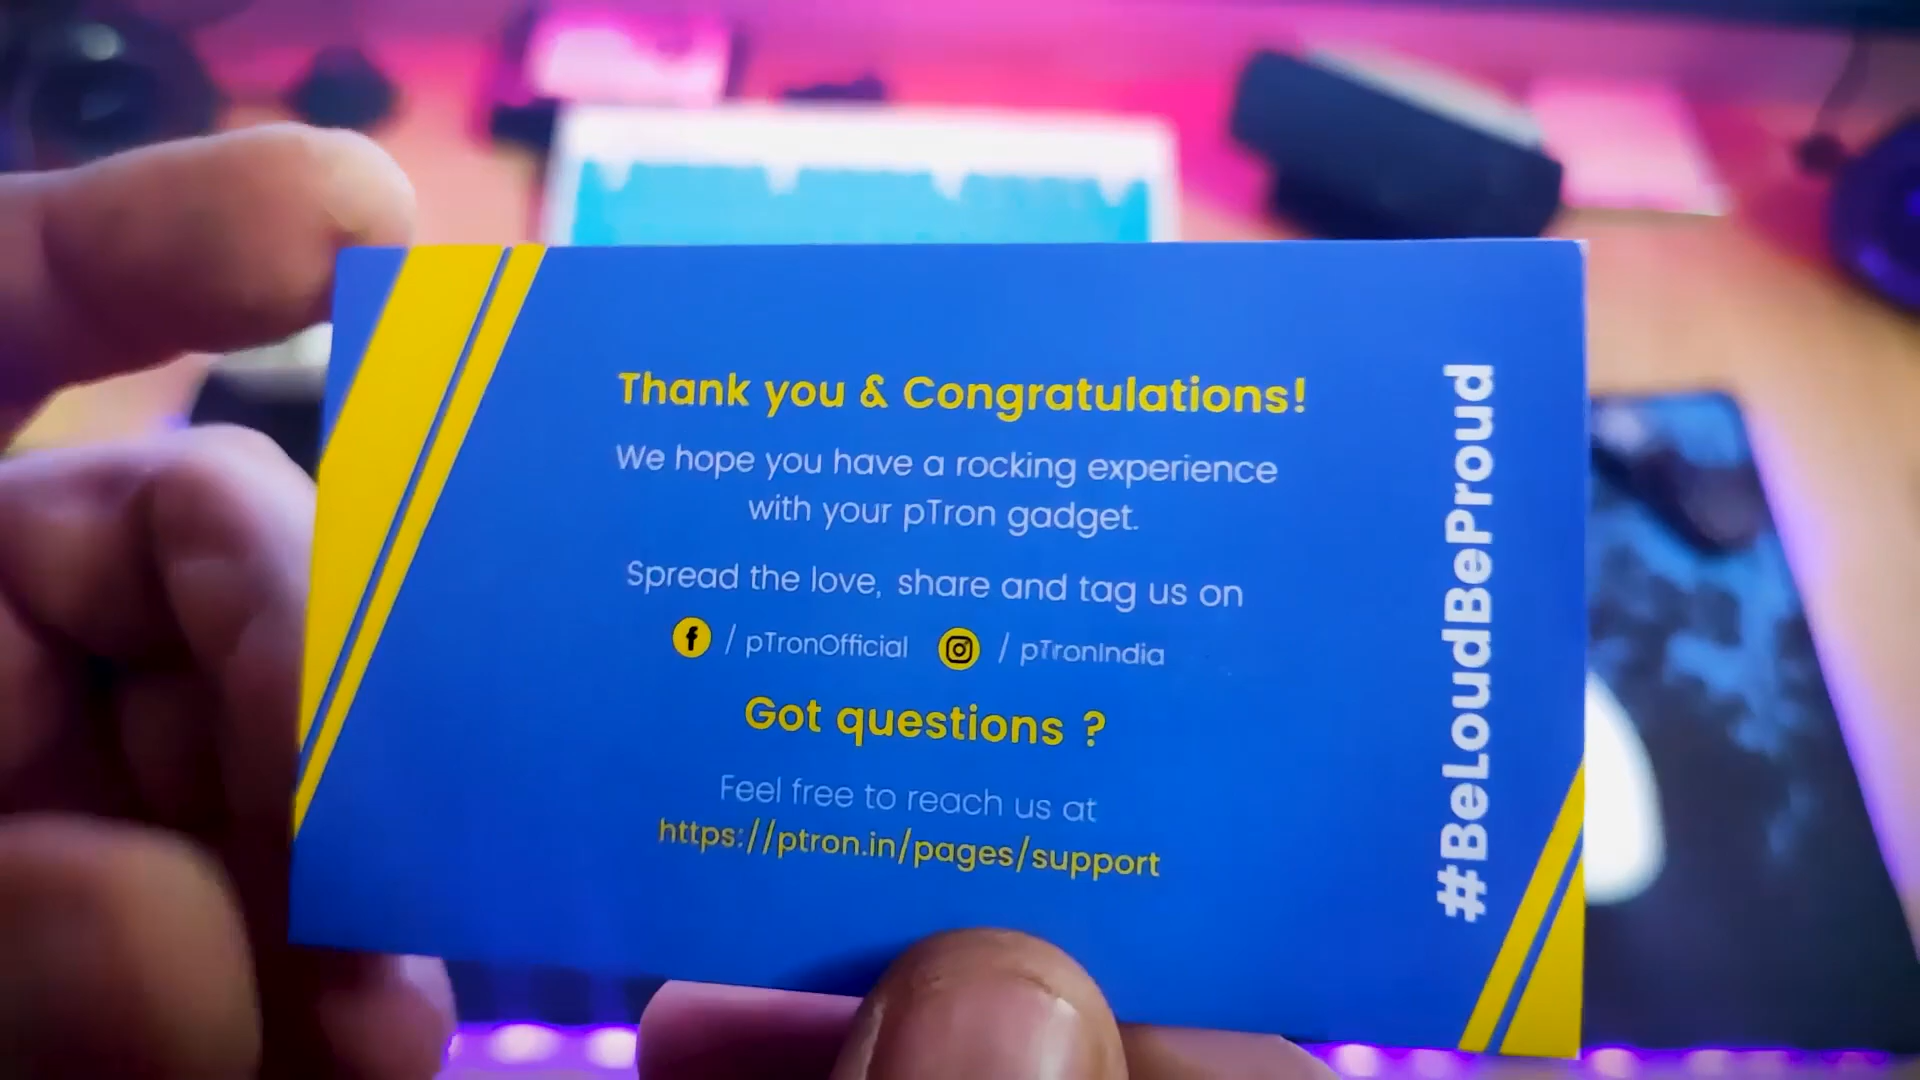 Thank you & Congratulations!
We hope you have a rocking experience
with your pTron gadget.
Spread the love, share and tag us on
/ pTronOfficial / pTronIndia
Got questions ?
Feel free to reach us at
https://ptron.in/pages/support
#BeLoudBeProud